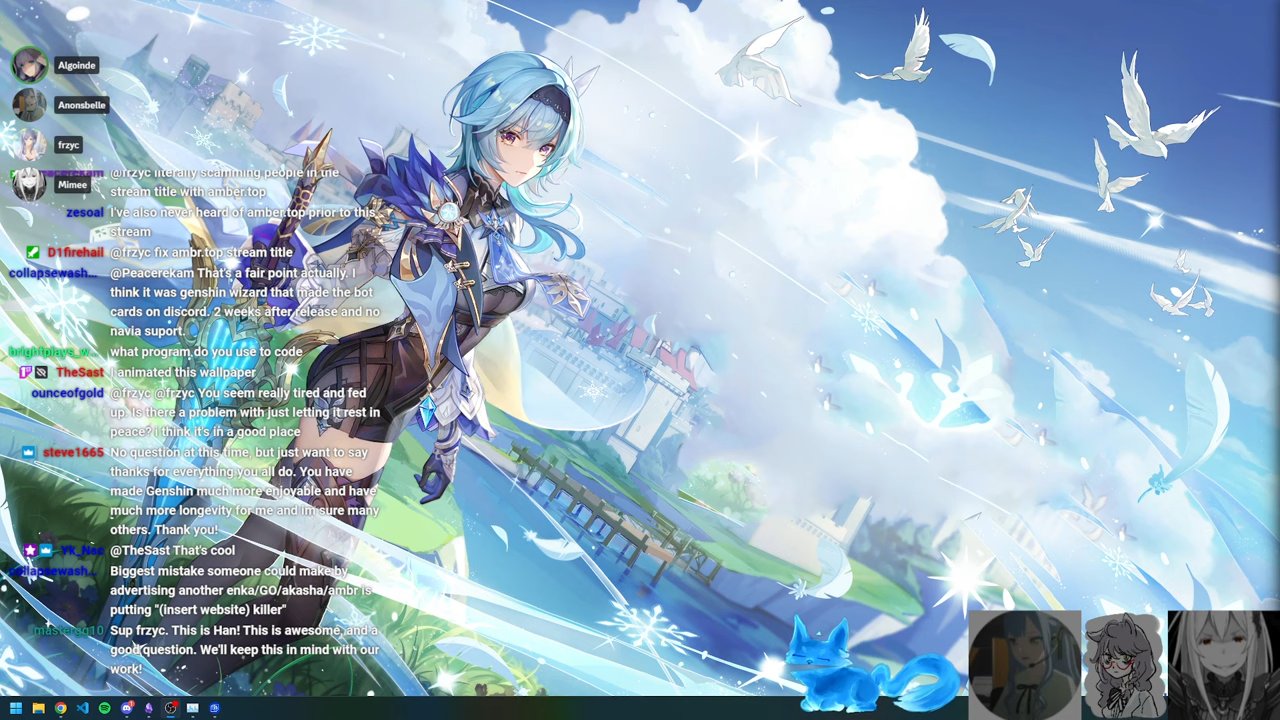 Algoinde
Anonsbelle
frzyc
@frzyc literally scamming people in the
Mimee
stream title with amber.top
zesoal I've also never heard of amber.top prior to this
stream
D1firehail @frzyc fix ambr.top stream title
collapsewash... @Peacerekam That's a fair point actually. I
think it was genshin wizard that made the bot
cards on discord. 2 weeks after release and no
navia suport.
brightplays_w... what program do you use to code
TheSast I animated this wallpaper
ounceofgold @frzyc @frzyc You seem really tired and fed
up. Is there a problem with just letting it rest in
peace? I think it's in a good place
steve1665 No question at this time, but just want to say
thanks for everything you all do. You have
made Genshin much more enjoyable and have
much more longevity for me and im sure many
others. Thank you!
Yk_Nec @TheSast That's cool
collapsewash... Biggest mistake someone could make by
advertising another enka/GO/akasha/ambr is
putting "(insert website) killer"
Sup frzyc. This is Han! This is awesome, and a
good question. We'll keep this in mind with our
work!